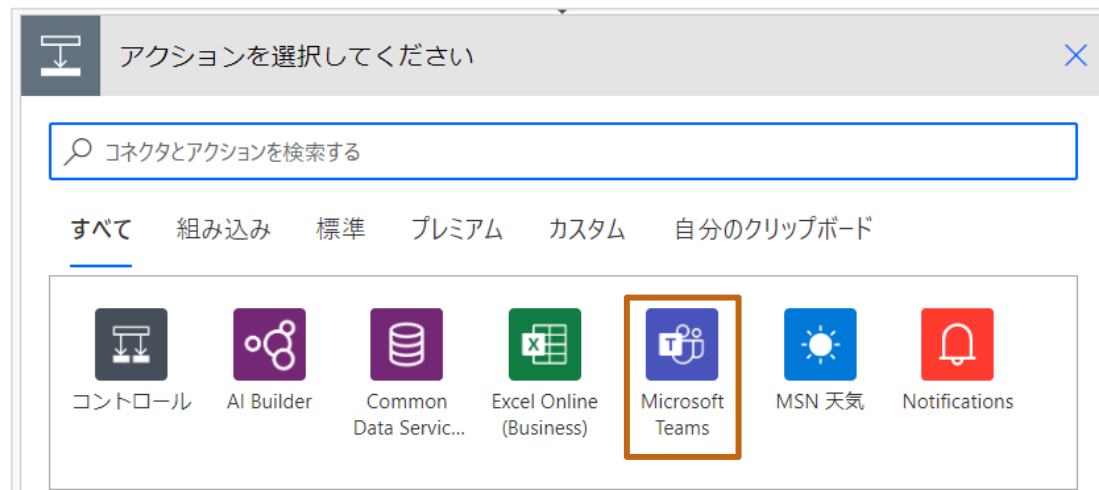 アクションを選択してください
コネクタとアクションを検索する
すべて 組み込み 標準 プレミアム カスタム 自分のクリップボード
コントロール AI Builder Common Excel Online Microsoft MSN 天気 Notifications
Data Servic... (Business) Teams